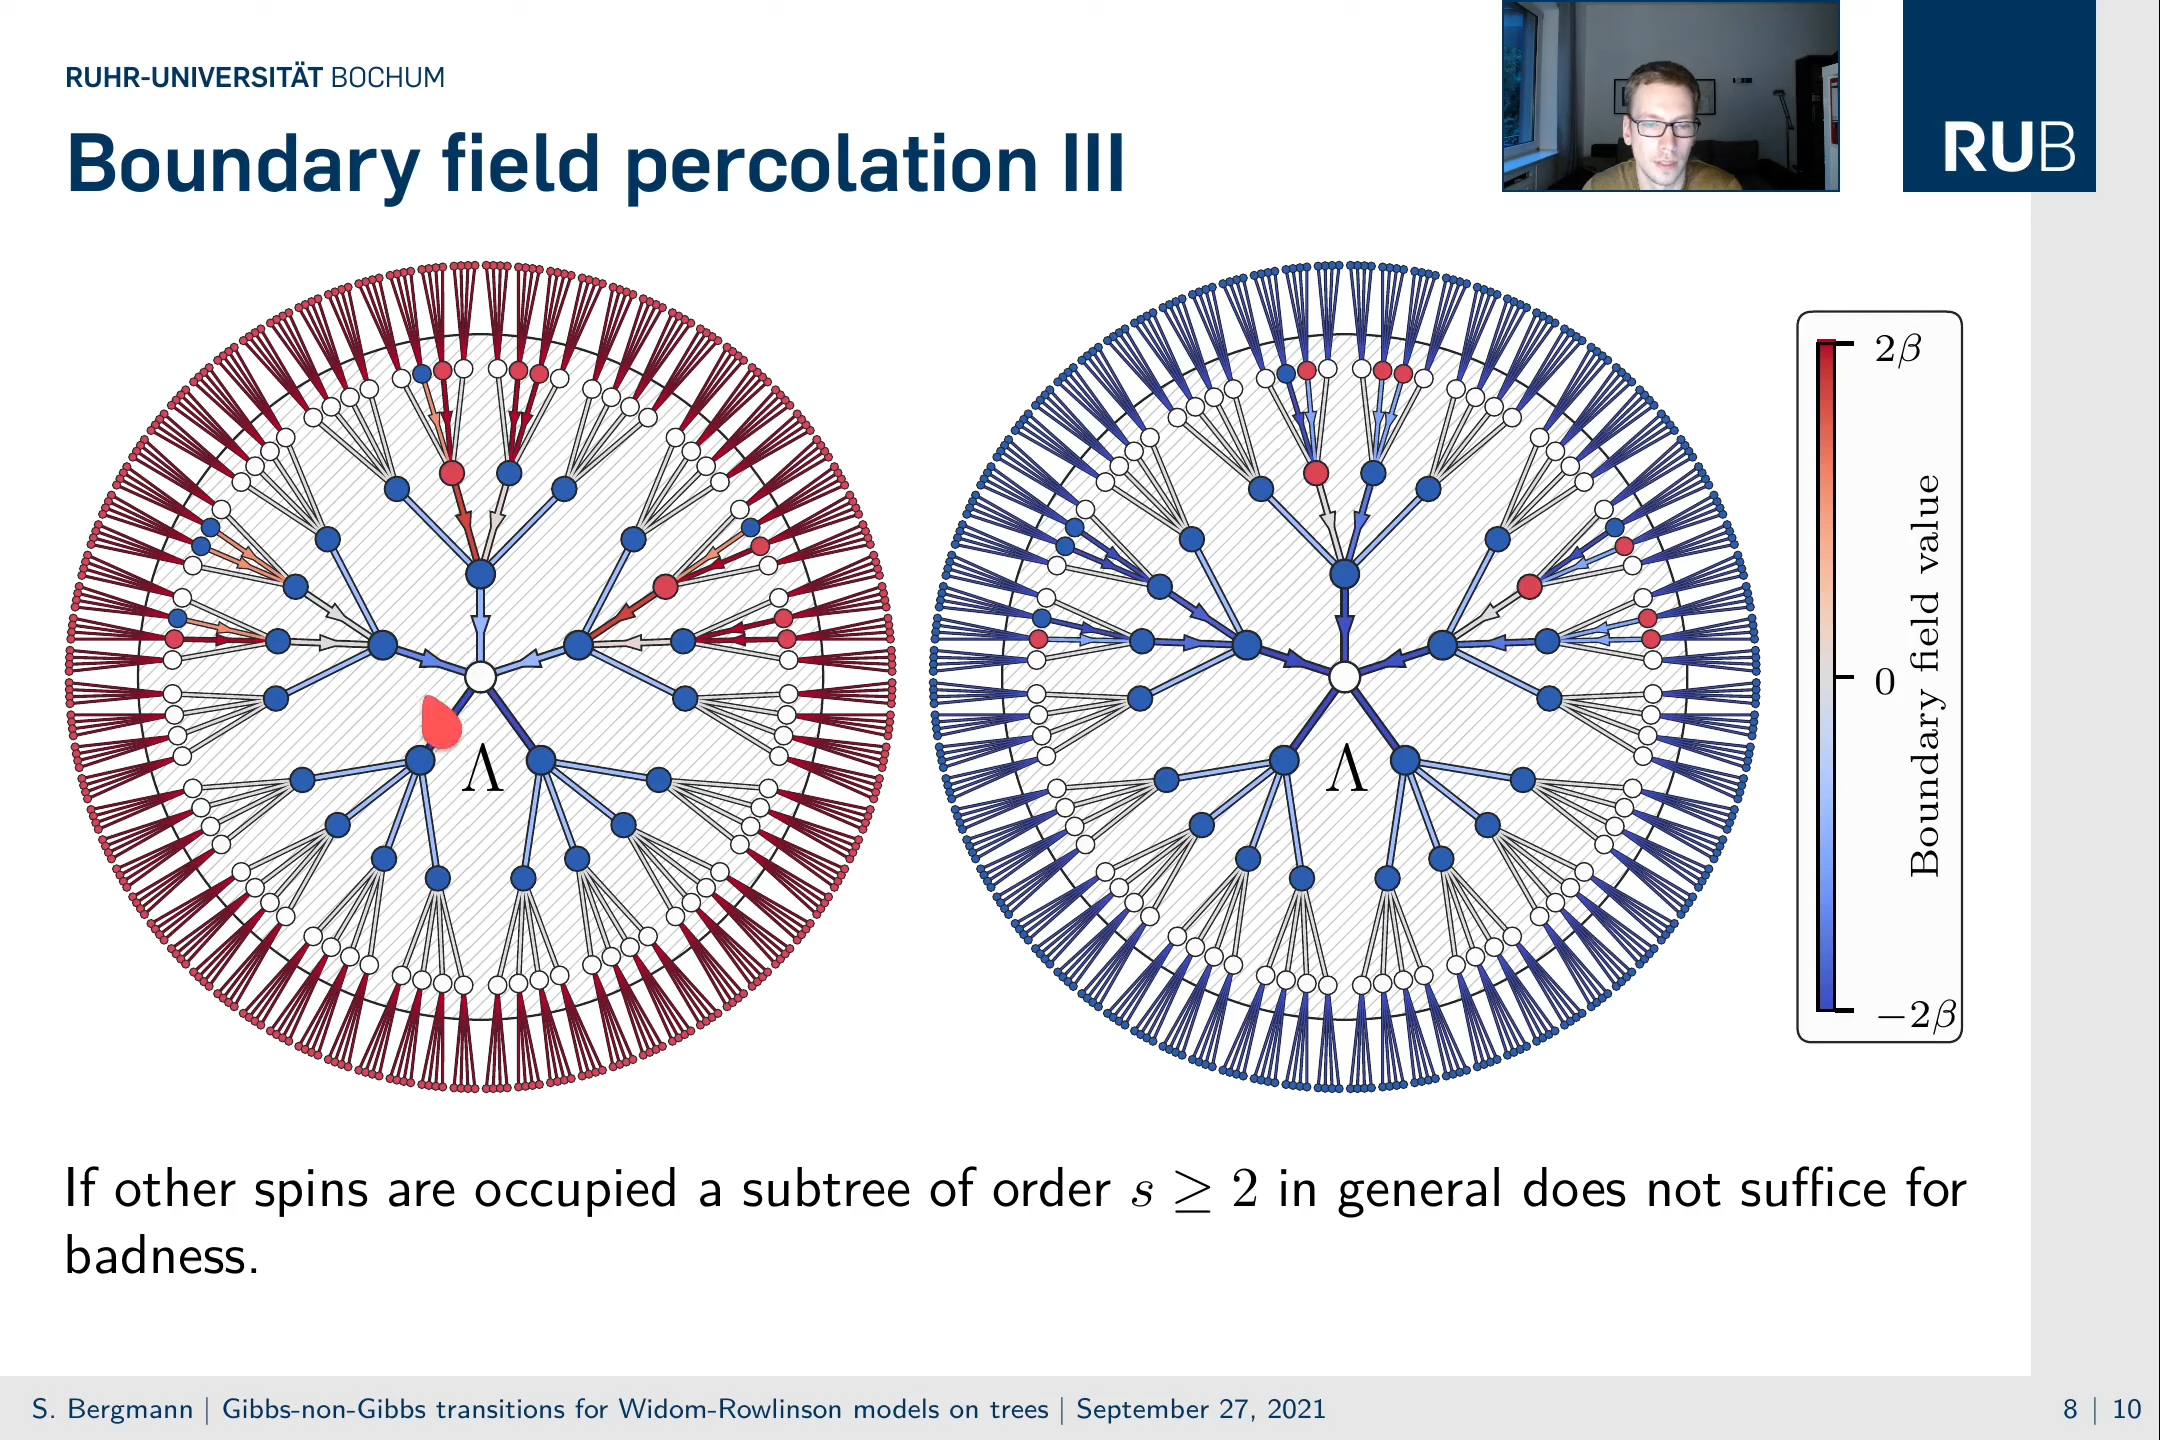 RUHR-UNIVERSITÄT BOCHUM
RUB
Boundary field percolation III
2β
0
−2β
Boundary field value
Λ
Λ
If other spins are occupied a subtree of order s ≥ 2 in general does not suffice for
badness.
S. Bergmann | Gibbs-non-Gibbs transitions for Widom-Rowlinson models on trees | September 27, 2021
8 | 10